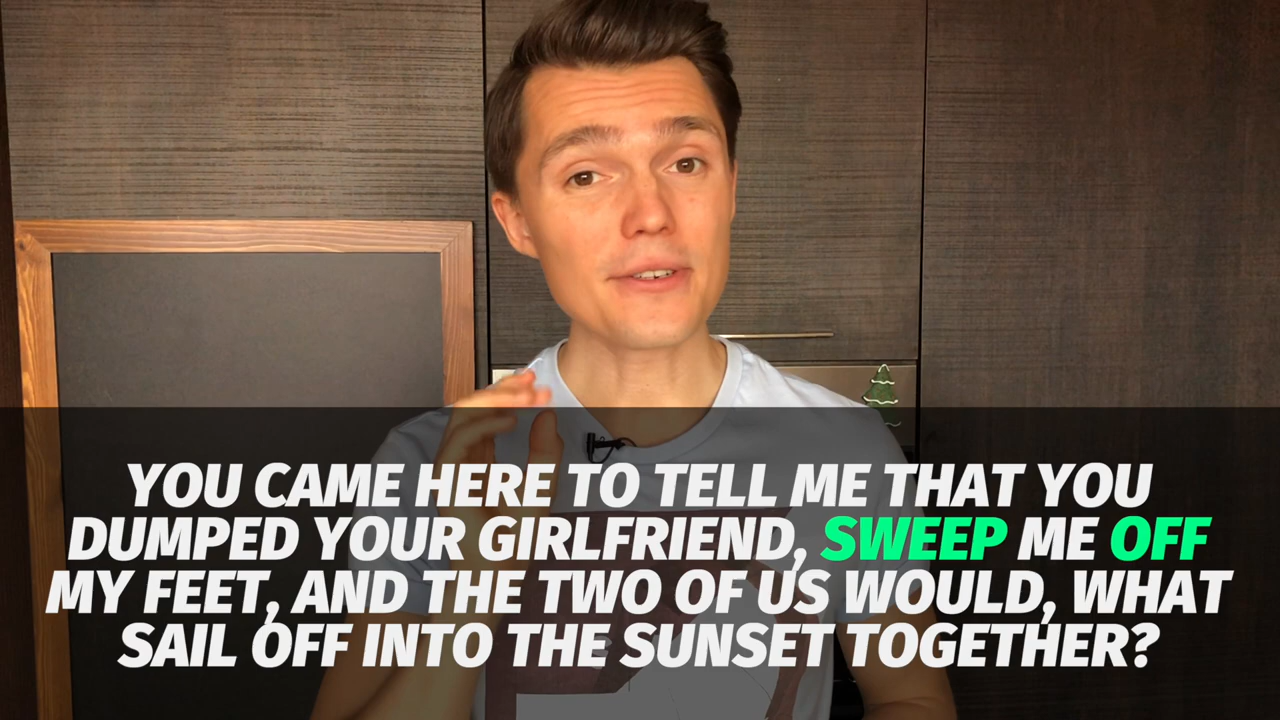 YOU CAME HERE TO TELL ME THAT YOU
DUMPED YOUR GIRLFRIEND, SWEEP ME OFF
MY FEET, AND THE TWO OF US WOULD, WHAT
SAIL OFF INTO THE SUNSET TOGETHER?